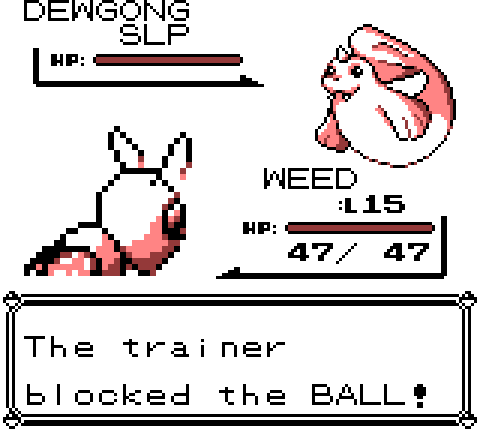 DEWGONG
SLP
HP:
WEED
:L15
HP:
47/ 47
The trainer
blocked the BALL!